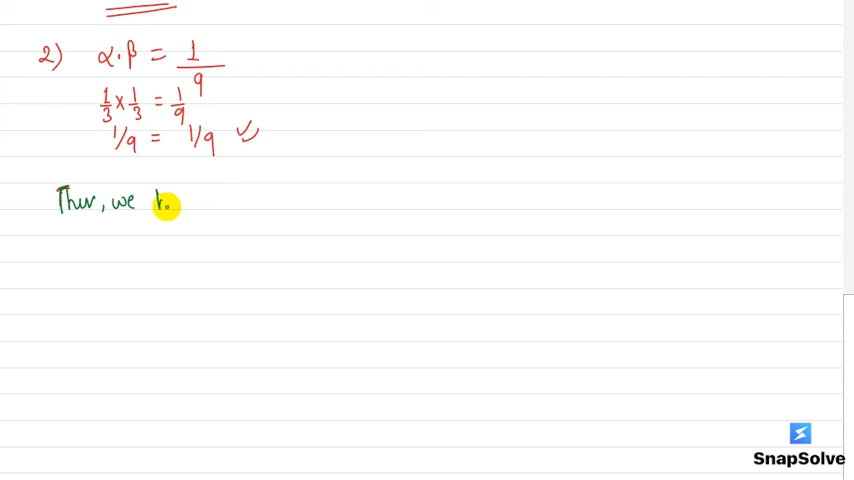 2) α·β = 1/9
1/3 × 1/3 = 1/9
1/9 = 1/9 ✓
Thus, we
SnapSolve